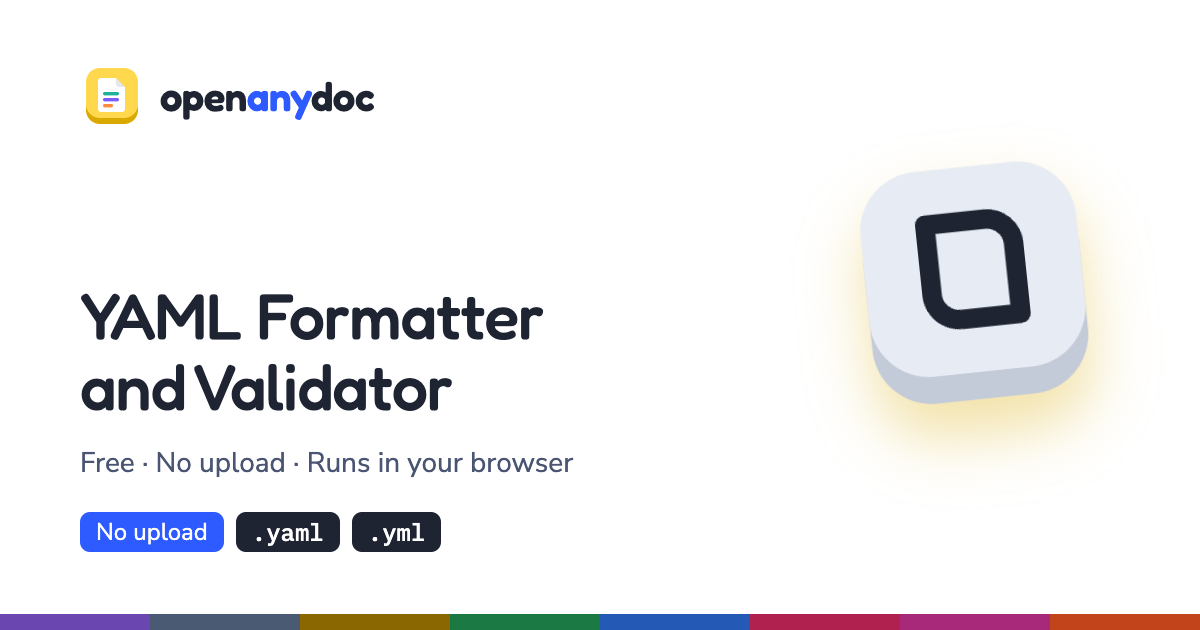 openanydoc
YAML Formatter
and Validator
Free · No upload · Runs in your browser
No upload
.yaml
.yml